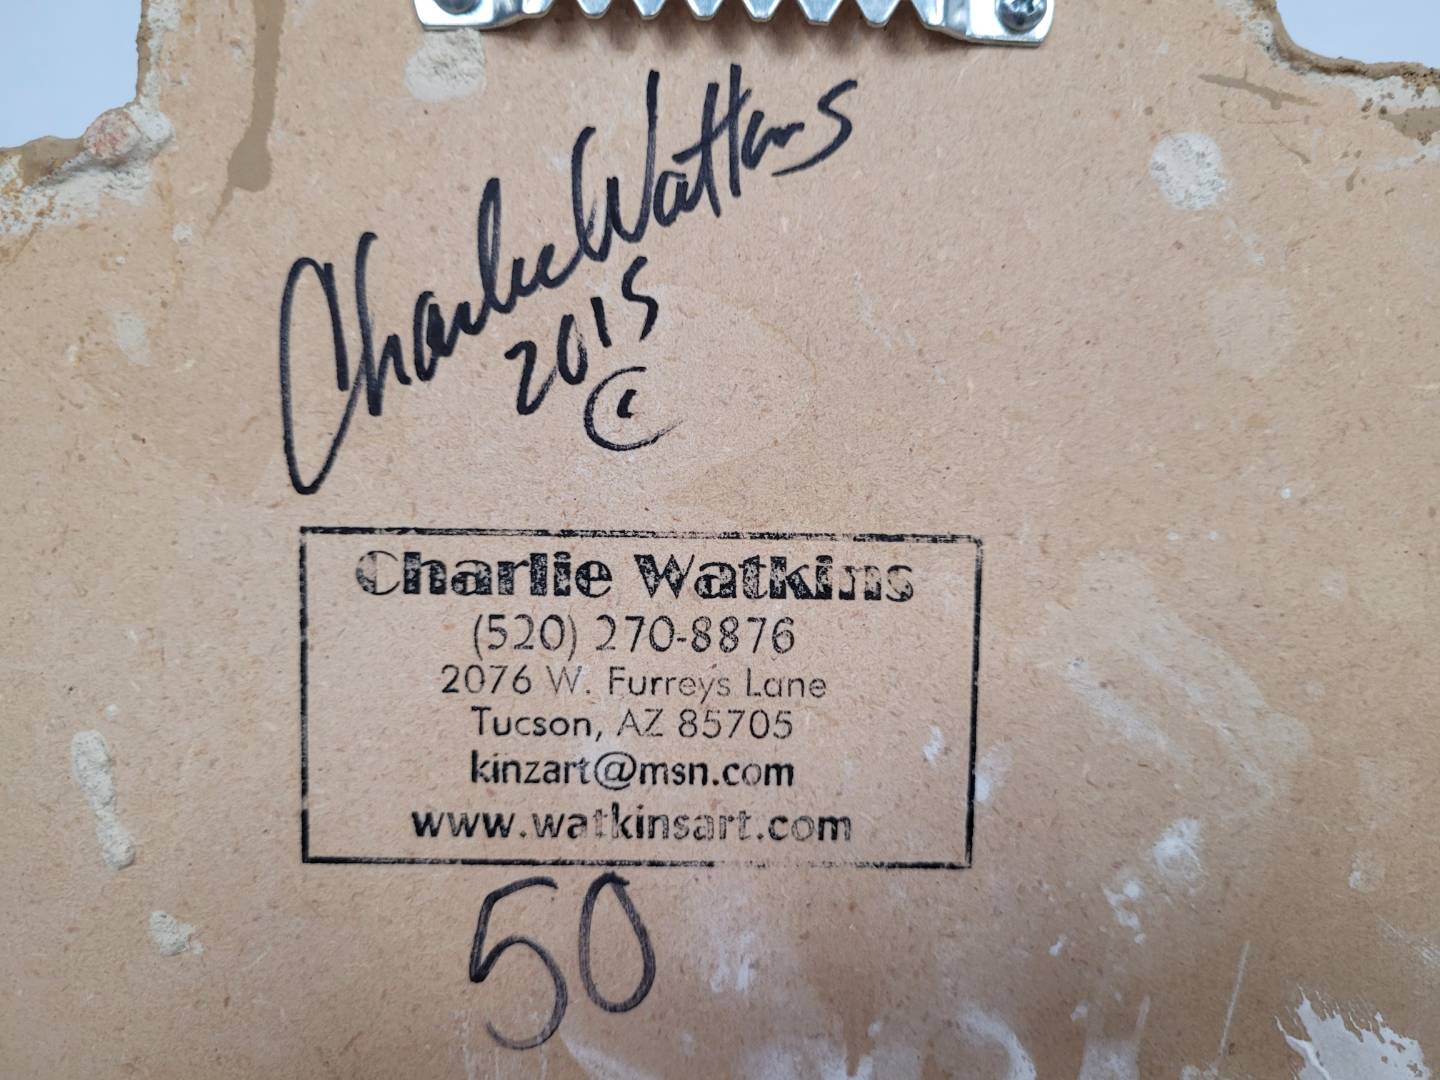 Charlie Watkins
2015
©
Charlie Watkins
(520) 270-8876
2076 W. Furreys Lane
Tucson, AZ 85705
kinzart@msn.com
www.watkinsart.com
50